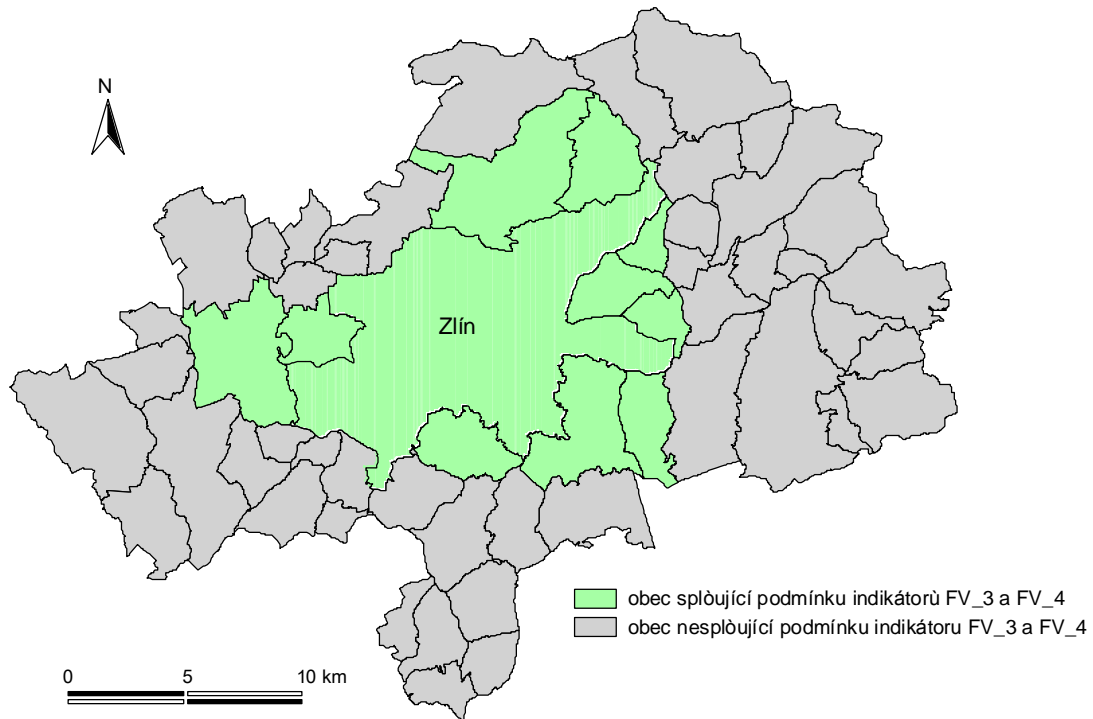 N
Zlín
obec splòující podmínku indikátorù FV_3 a FV_4
obec nesplòující podmínku indikátoru FV_3 a FV_4
0 5 10 km